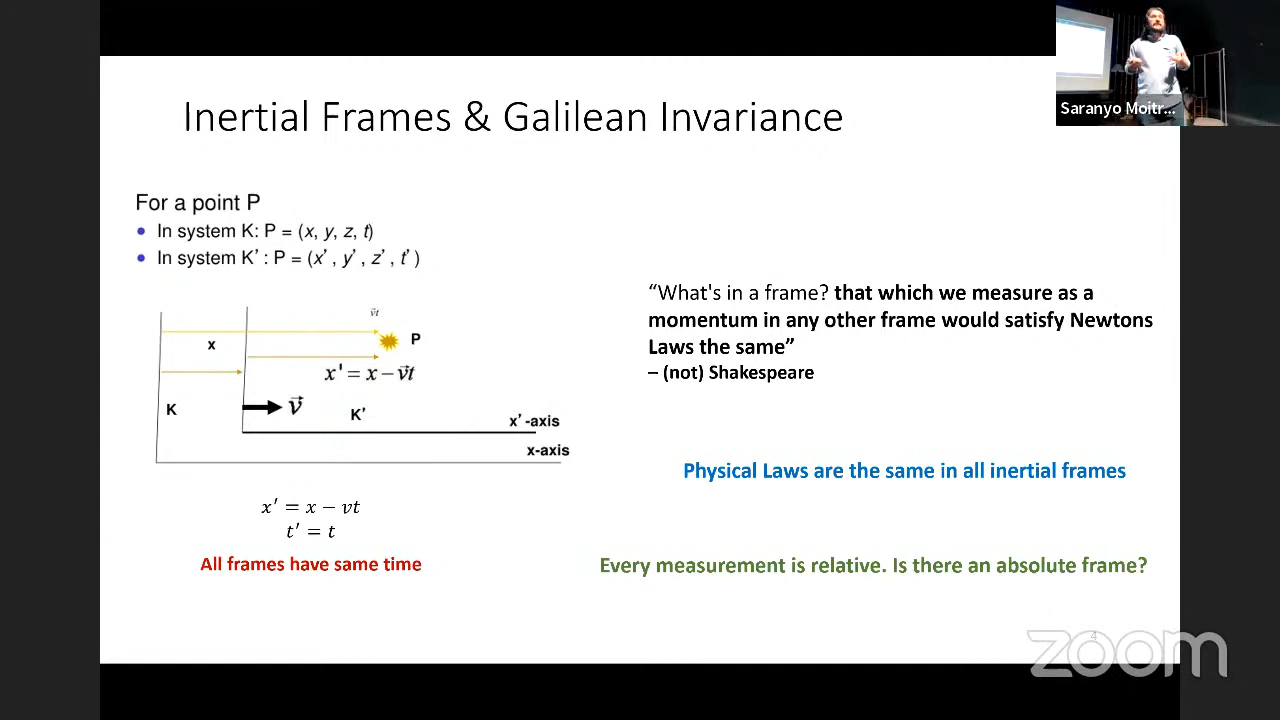 Inertial Frames & Galilean Invariance
Saranyo Moitr...
For a point P
• In system K: P = (x, y, z, t)
• In system K’ : P = (x’ , y’ , z’ , t’ )
“What's in a frame? that which we measure as a
momentum in any other frame would satisfy Newtons
Laws the same”
– (not) Shakespeare
v⃗t
x
P
x' = x − v⃗t
K
v⃗
K’
x’-axis
x-axis
x′ = x − vt
t′ = t
All frames have same time
Physical Laws are the same in all inertial frames
Every measurement is relative. Is there an absolute frame?
4
zoom